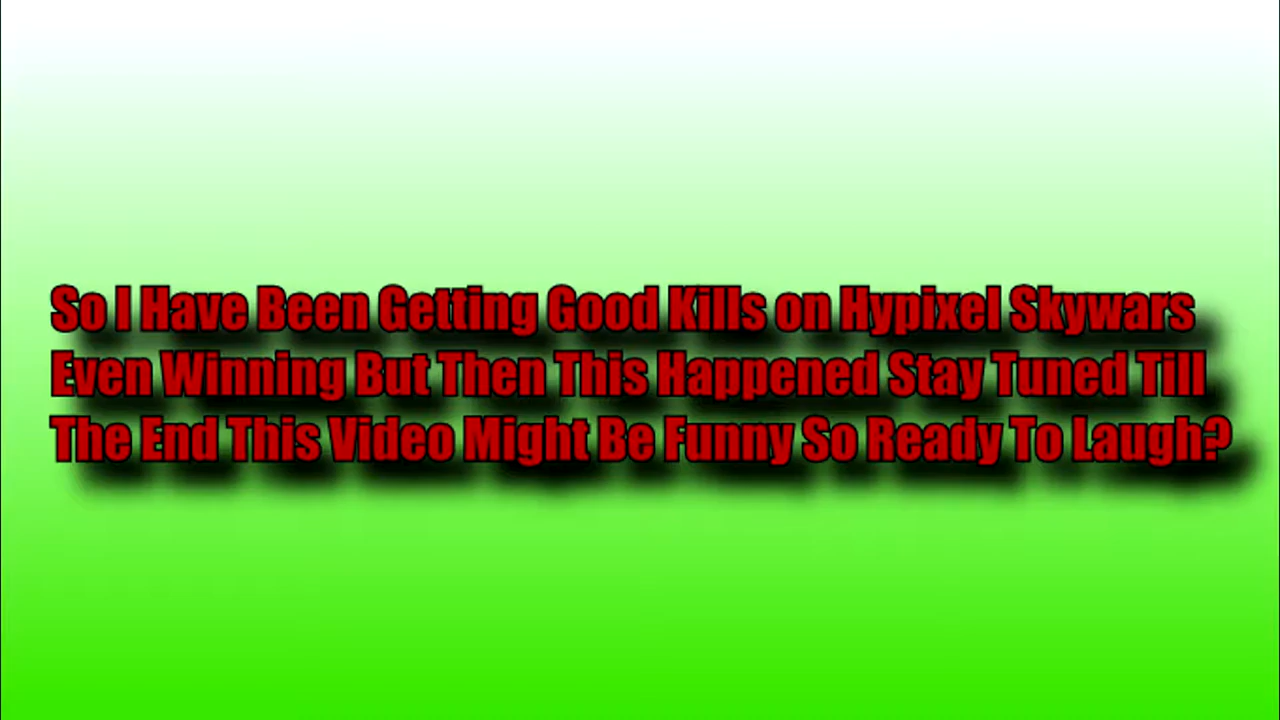 So I Have Been Getting Good Kills on Hypixel Skywars
Even Winning But Then This Happened Stay Tuned Till
The End This Video Might Be Funny So Ready To Laugh?